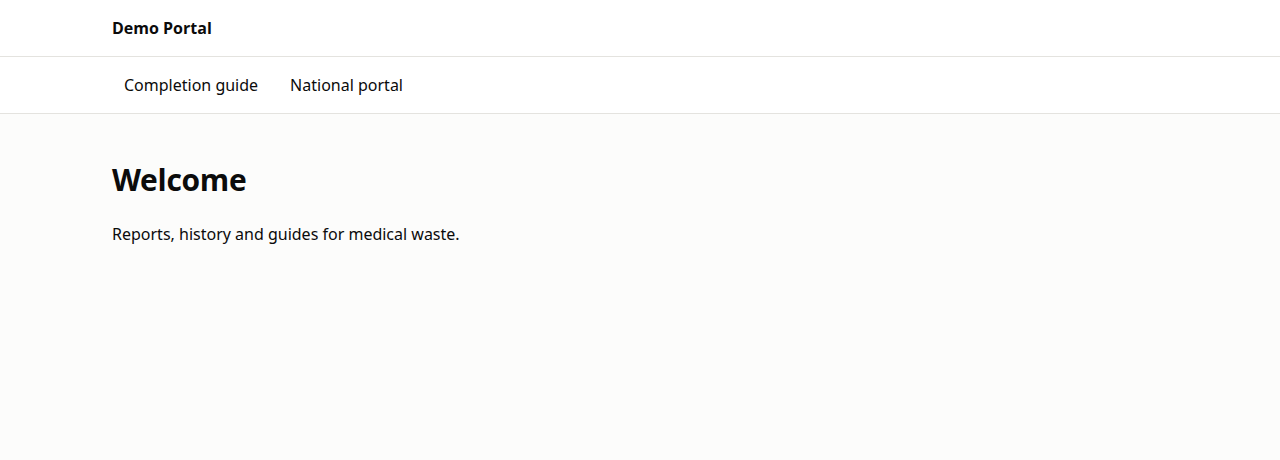 Demo Portal
Completion guide National portal
Welcome
Reports, history and guides for medical waste.